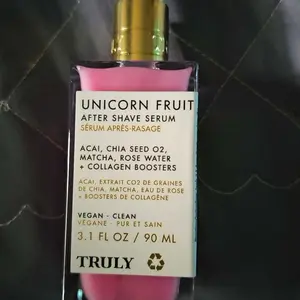 UNICORN FRUIT
AFTER SHAVE SERUM
SÉRUM APRÈS-RASAGE
ACAI, CHIA SEED O2,
MATCHA, ROSE WATER
+ COLLAGEN BOOSTERS
ACAI, EXTRAIT CO2 DE GRAINES
DE CHIA, MATCHA, EAU DE ROSE
+ BOOSTERS DE COLLAGÈNE
VEGAN - CLEAN
VÉGANE - PUR ET SAIN
3.1 FL OZ / 90 ML
TRULY